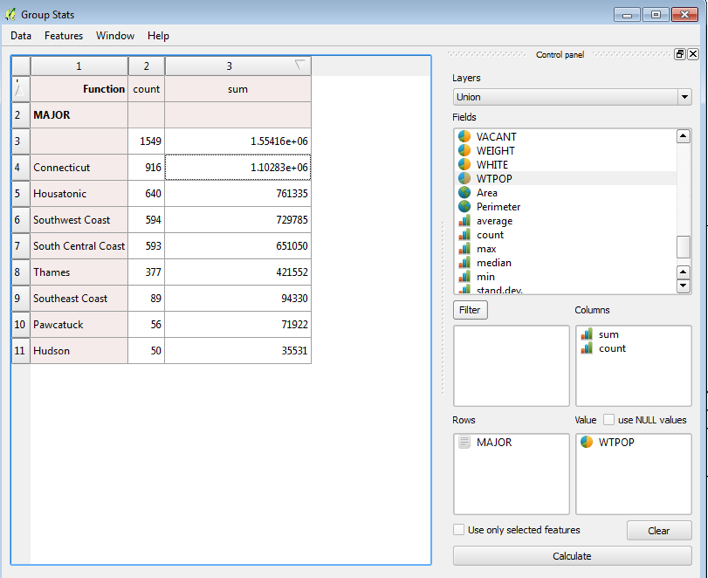 Group Stats
Data Features Window Help
Control panel
1 2 3
1 Function count sum
2 MAJOR
3 1549 1.55416e+06
4 Connecticut 916 1.10283e+06
5 Housatonic 640 761335
6 Southwest Coast 594 729785
7 South Central Coast 593 651050
8 Thames 377 421552
9 Southeast Coast 89 94330
10 Pawcatuck 56 71922
11 Hudson 50 35531
Layers
Union
Fields
VACANT
WEIGHT
WHITE
WTPOP
Area
Perimeter
average
count
max
median
min
stand.dev.
Filter Columns
sum
count
Rows Value use NULL values
MAJOR WTPOP
Use only selected features Clear
Calculate